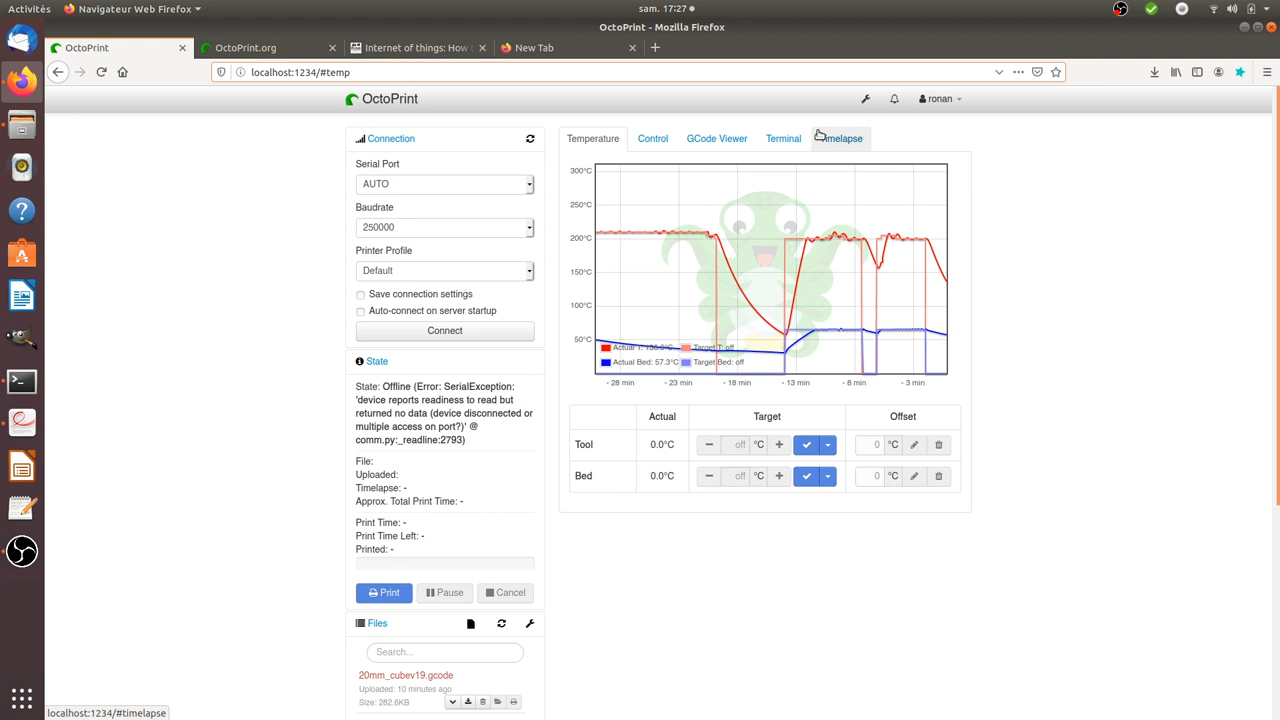 Activités
Navigateur Web Firefox
sam. 17:27
OctoPrint - Mozilla Firefox
OctoPrint
OctoPrint.org
Internet of things: How
New Tab
localhost:1234/#temp
OctoPrint
ronan
Connection
Serial Port
AUTO
Baudrate
250000
Printer Profile
Default
Save connection settings
Auto-connect on server startup
Connect
State
State: Offline (Error: SerialException:
'device reports readiness to read but
returned no data (device disconnected or
multiple access on port?)' @
comm.py:_readline:2793)
File:
Uploaded:
Timelapse: -
Approx. Total Print Time: -
Print Time: -
Print Time Left: -
Printed: -
Print
Pause
Cancel
Files
Search...
20mm_cubev19.gcode
Uploaded: 10 minutes ago
Size: 282.6KB
Temperature
Control
GCode Viewer
Terminal
Timelapse
300°C
250°C
200°C
150°C
100°C
50°C
Actual T:
Target T: off
Actual Bed: 57.3°C
Target Bed: off
- 28 min
- 23 min
- 18 min
- 13 min
- 8 min
- 3 min
Actual
Target
Offset
Tool
0.0°C
off
°C
0
°C
Bed
0.0°C
off
°C
0
°C
localhost:1234/#timelapse